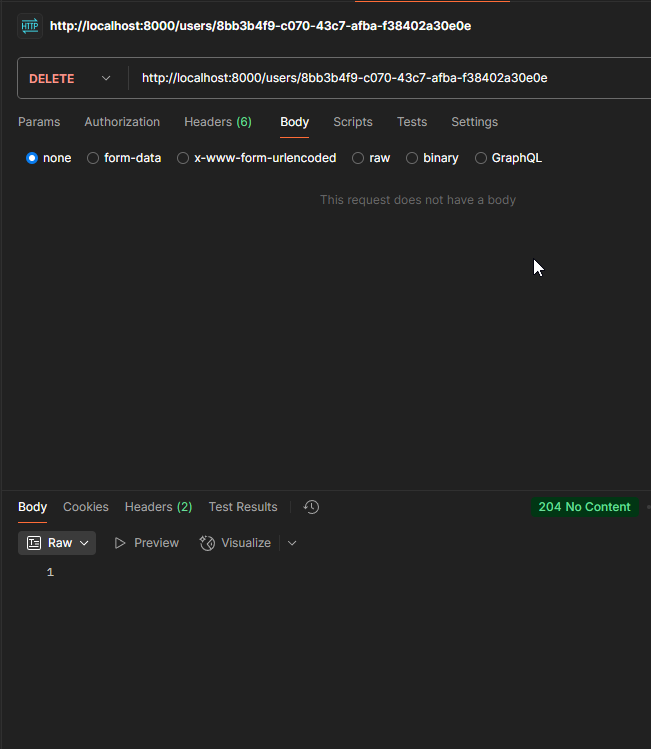 HTTP http://localhost:8000/users/8bb3b4f9-c070-43c7-afba-f38402a30e0e
DELETE http://localhost:8000/users/8bb3b4f9-c070-43c7-afba-f38402a30e0e
Params Authorization Headers (6) Body Scripts Tests Settings
none form-data x-www-form-urlencoded raw binary GraphQL
This request does not have a body
Body Cookies Headers (2) Test Results 204 No Content
Raw Preview Visualize
1